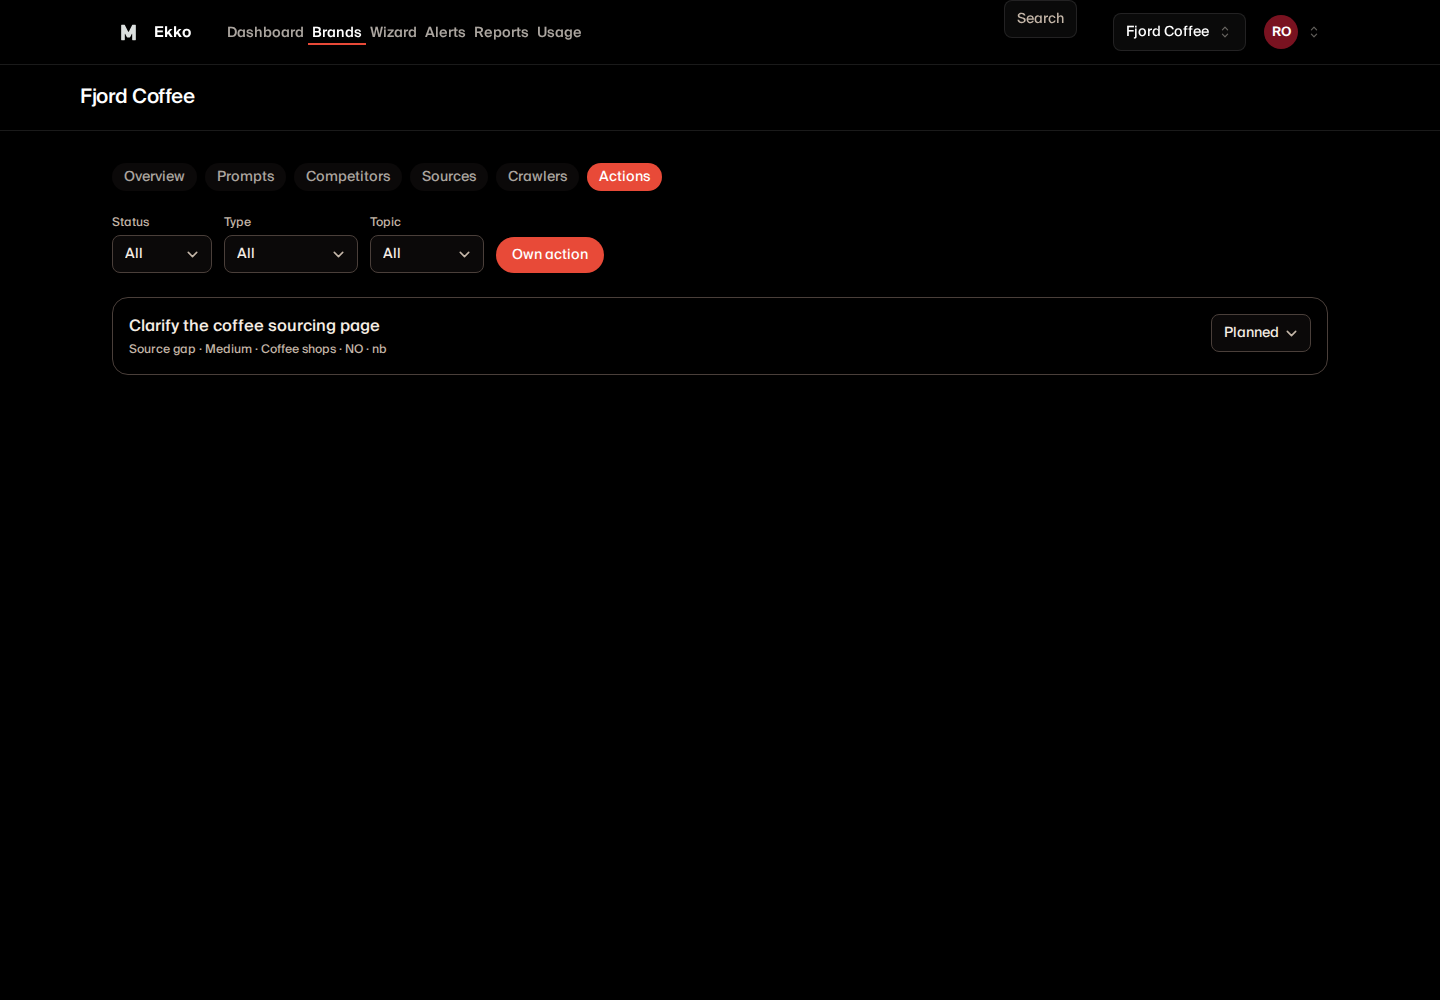 M Ekko Dashboard Brands Wizard Alerts Reports Usage Search Fjord Coffee RO
Fjord Coffee
Overview Prompts Competitors Sources Crawlers Actions
Status Type Topic
All All All Own action
Clarify the coffee sourcing page
Source gap · Medium · Coffee shops · NO · nb
Planned